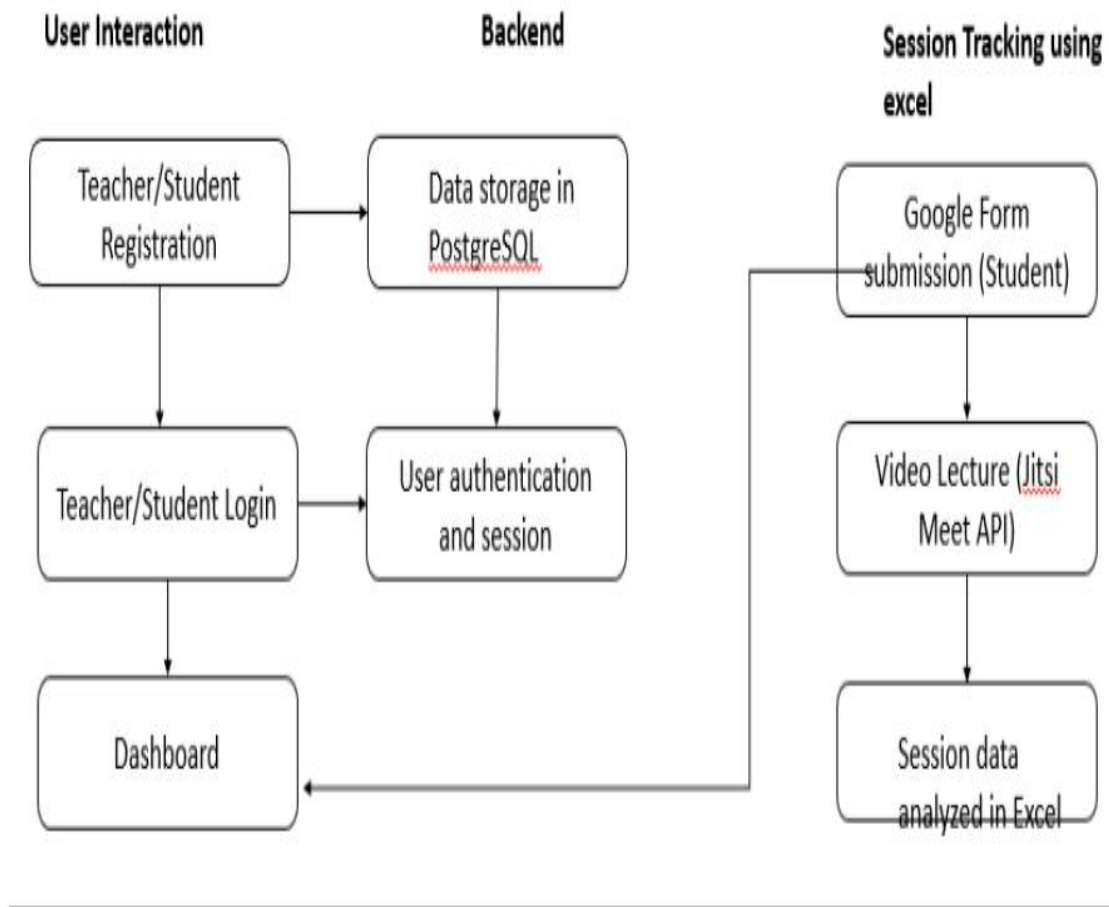 User Interaction
Backend
Session Tracking using
excel
Teacher/Student
Registration
Data storage in
PostgreSQL
Google Form
submission (Student)
Teacher/Student Login
User authentication
and session
Video Lecture (Jitsi
Meet API)
Dashboard
Session data
analyzed in Excel